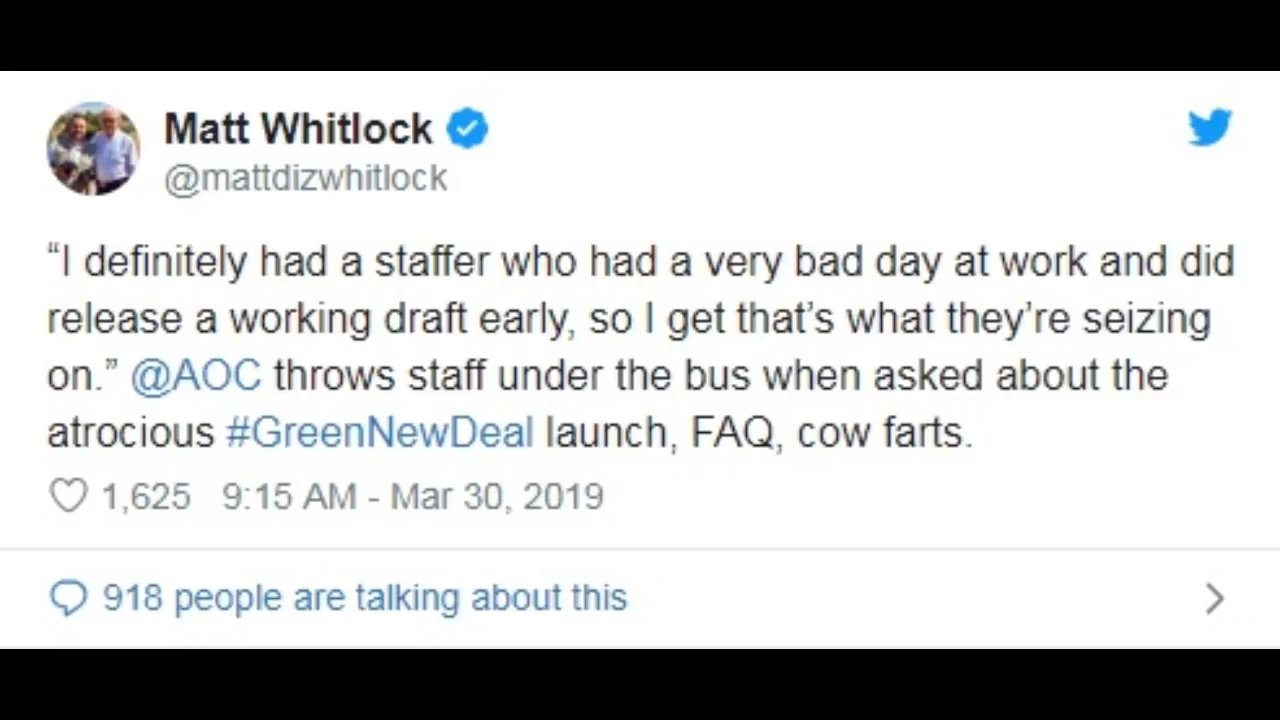 Matt Whitlock
@mattdizwhitlock
“I definitely had a staffer who had a very bad day at work and did
release a working draft early, so I get that’s what they’re seizing
on.” @AOC throws staff under the bus when asked about the
atrocious #GreenNewDeal launch, FAQ, cow farts.
1,625 9:15 AM - Mar 30, 2019
918 people are talking about this